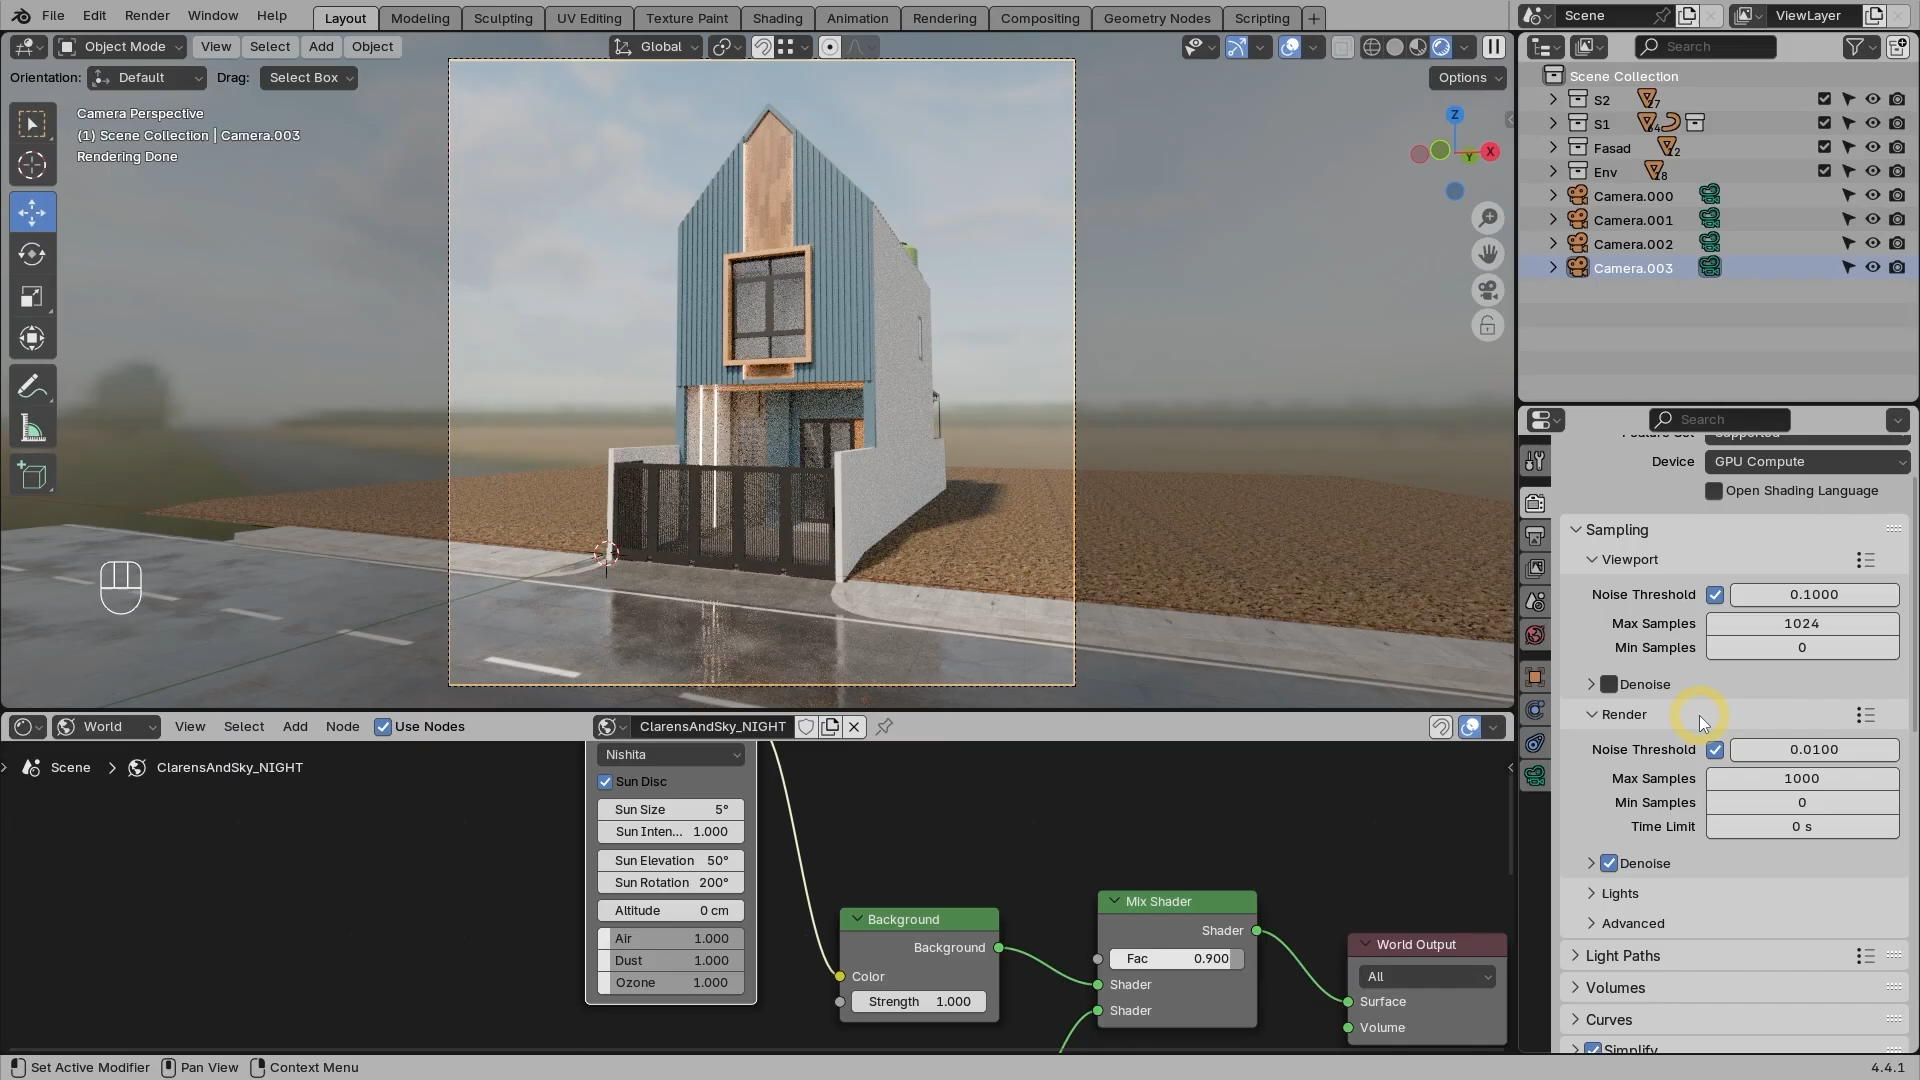 File Edit Render Window Help Layout Modeling Sculpting UV Editing Texture Paint Shading Animation Rendering Compositing Geometry Nodes Scripting Scene ViewLayer
Object Mode View Select Add Object Global
Orientation: Default Drag: Select Box Options
Camera Perspective
(1) Scene Collection | Camera.003
Rendering Done
Z
Y
X
Search
Scene Collection
S2 27
S1 64
Fasad 12
Env 18
Camera.000
Camera.001
Camera.002
Camera.003
Search
Feature Set Supported
Device GPU Compute
Open Shading Language
Sampling
Viewport
Noise Threshold 0.1000
Max Samples 1024
Min Samples 0
Denoise
Render
Noise Threshold 0.0100
Max Samples 1000
Min Samples 0
Time Limit 0 s
Denoise
Lights
Advanced
Light Paths
Volumes
Curves
Simplify
World View Select Add Node Use Nodes ClarensAndSky_NIGHT
Scene ClarensAndSky_NIGHT
Nishita
Sun Disc
Sun Size 5°
Sun Inten... 1.000
Sun Elevation 50°
Sun Rotation 200°
Altitude 0 cm
Air 1.000
Dust 1.000
Ozone 1.000
Background
Background
Color
Strength 1.000
Mix Shader
Shader
Fac 0.900
Shader
Shader
World Output
All
Surface
Volume
Set Active Modifier Pan View Context Menu 4.4.1